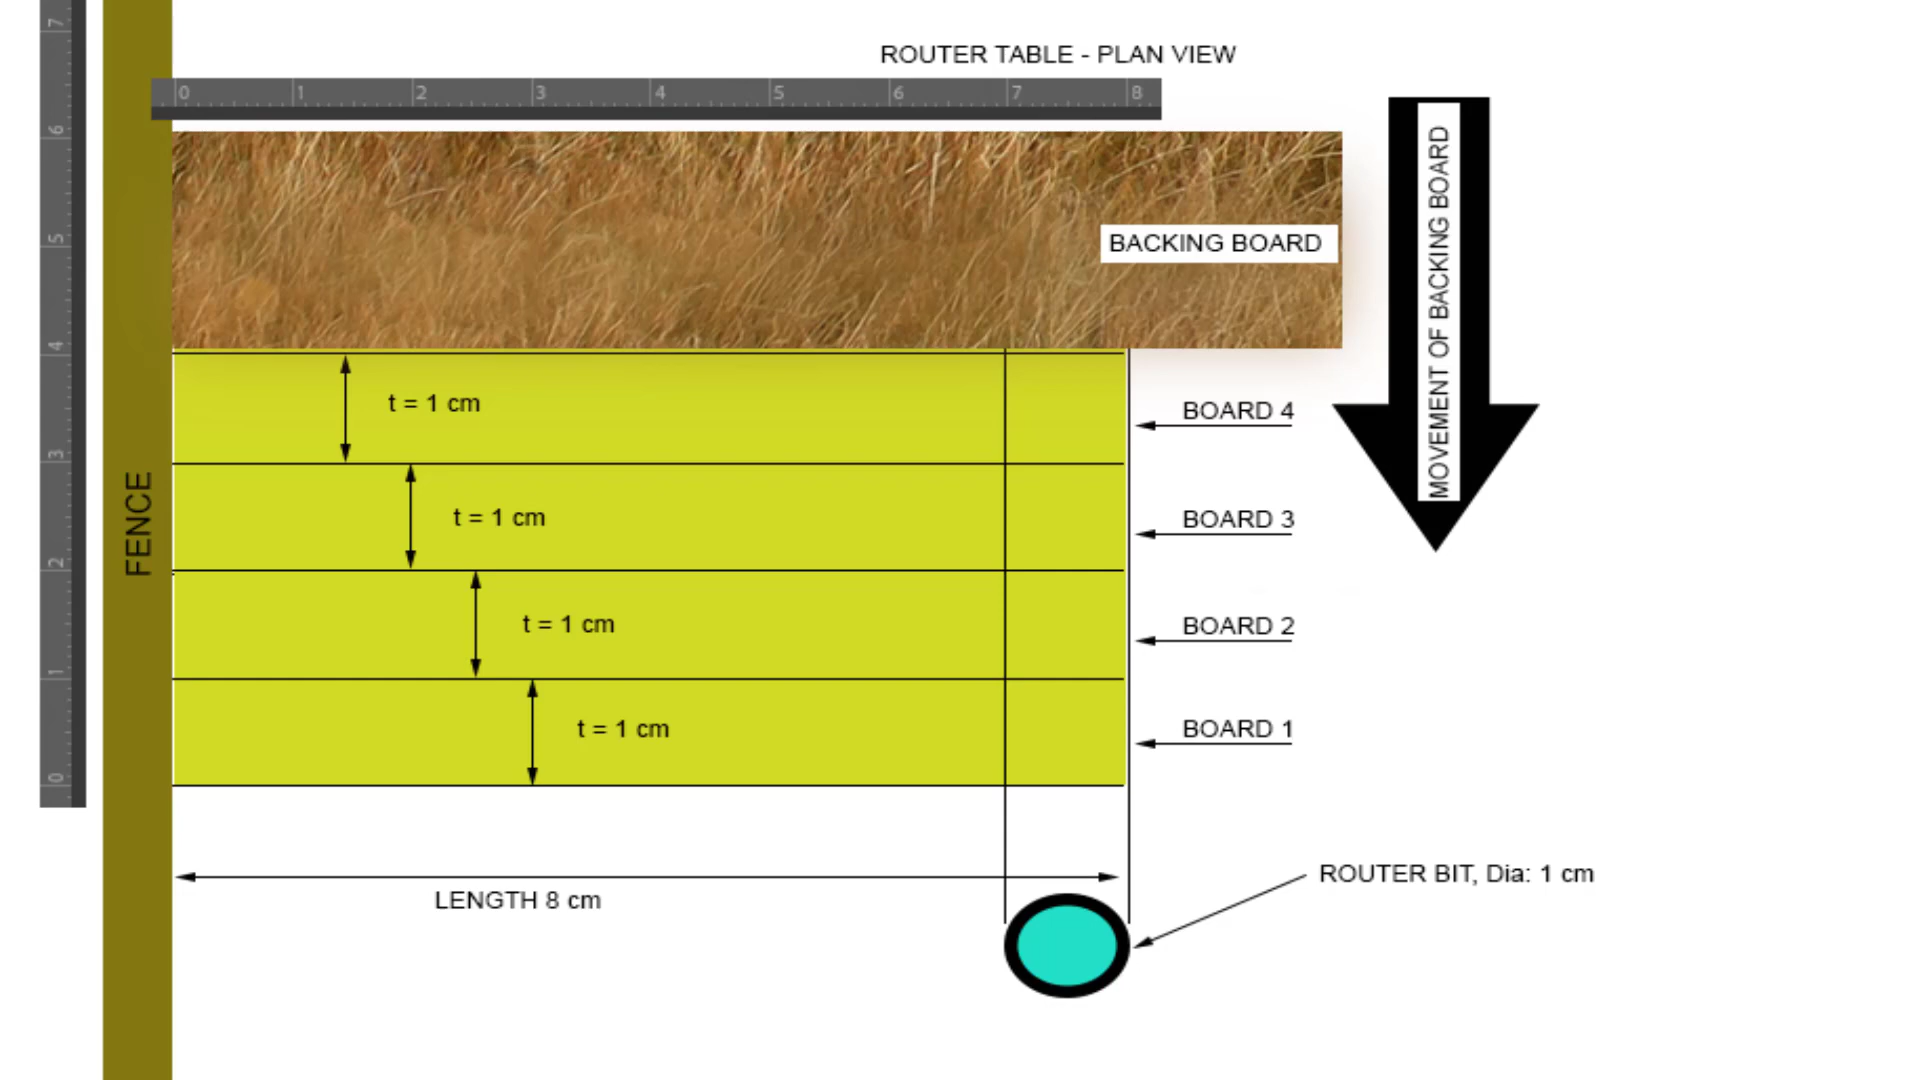 ROUTER TABLE - PLAN VIEW
0 1 2 3 4 5 6 7 8
7
6
5
4
3
2
1
0
BACKING BOARD
MOVEMENT OF BACKING BOARD
FENCE
t = 1 cm
BOARD 4
t = 1 cm
BOARD 3
t = 1 cm
BOARD 2
t = 1 cm
BOARD 1
LENGTH 8 cm
ROUTER BIT, Dia: 1 cm